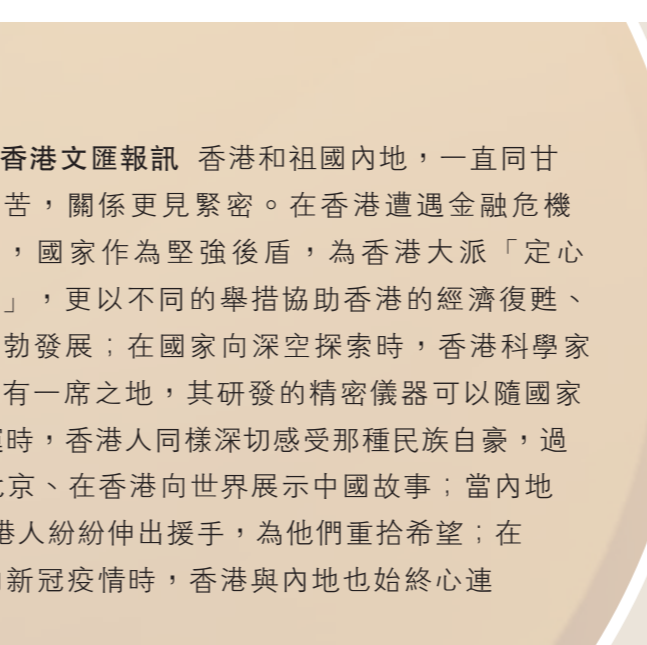 香港文匯報訊 香港和祖國內地，一直同甘
苦，關係更見緊密。在香港遭遇金融危機
，國家作為堅強後盾，為香港大派「定心
」，更以不同的舉措協助香港的經濟復甦、
勃發展；在國家向深空探索時，香港科學家
有一席之地，其研發的精密儀器可以隨國家
時，香港人同樣深切感受那種民族自豪，過
京、在香港向世界展示中國故事；當內地
港人紛紛伸出援手，為他們重拾希望；在
新冠疫情時，香港與內地也始終心連